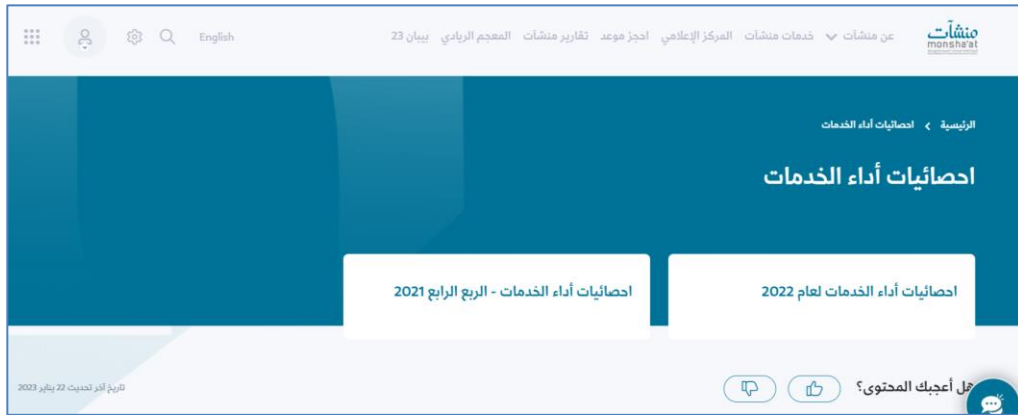 منشآت
monsha'at
عن منشآت خدمات منشآت المركز الإعلامي احجز موعد تقارير منشآت المعجم الريادي بيبان 23
English
الرئيسية > احصائيات أداء الخدمات
احصائيات أداء الخدمات
احصائيات أداء الخدمات لعام 2022
احصائيات أداء الخدمات - الربع الرابع 2021
هل أعجبك المحتوى؟
تاريخ آخر تحديث 22 يناير 2023